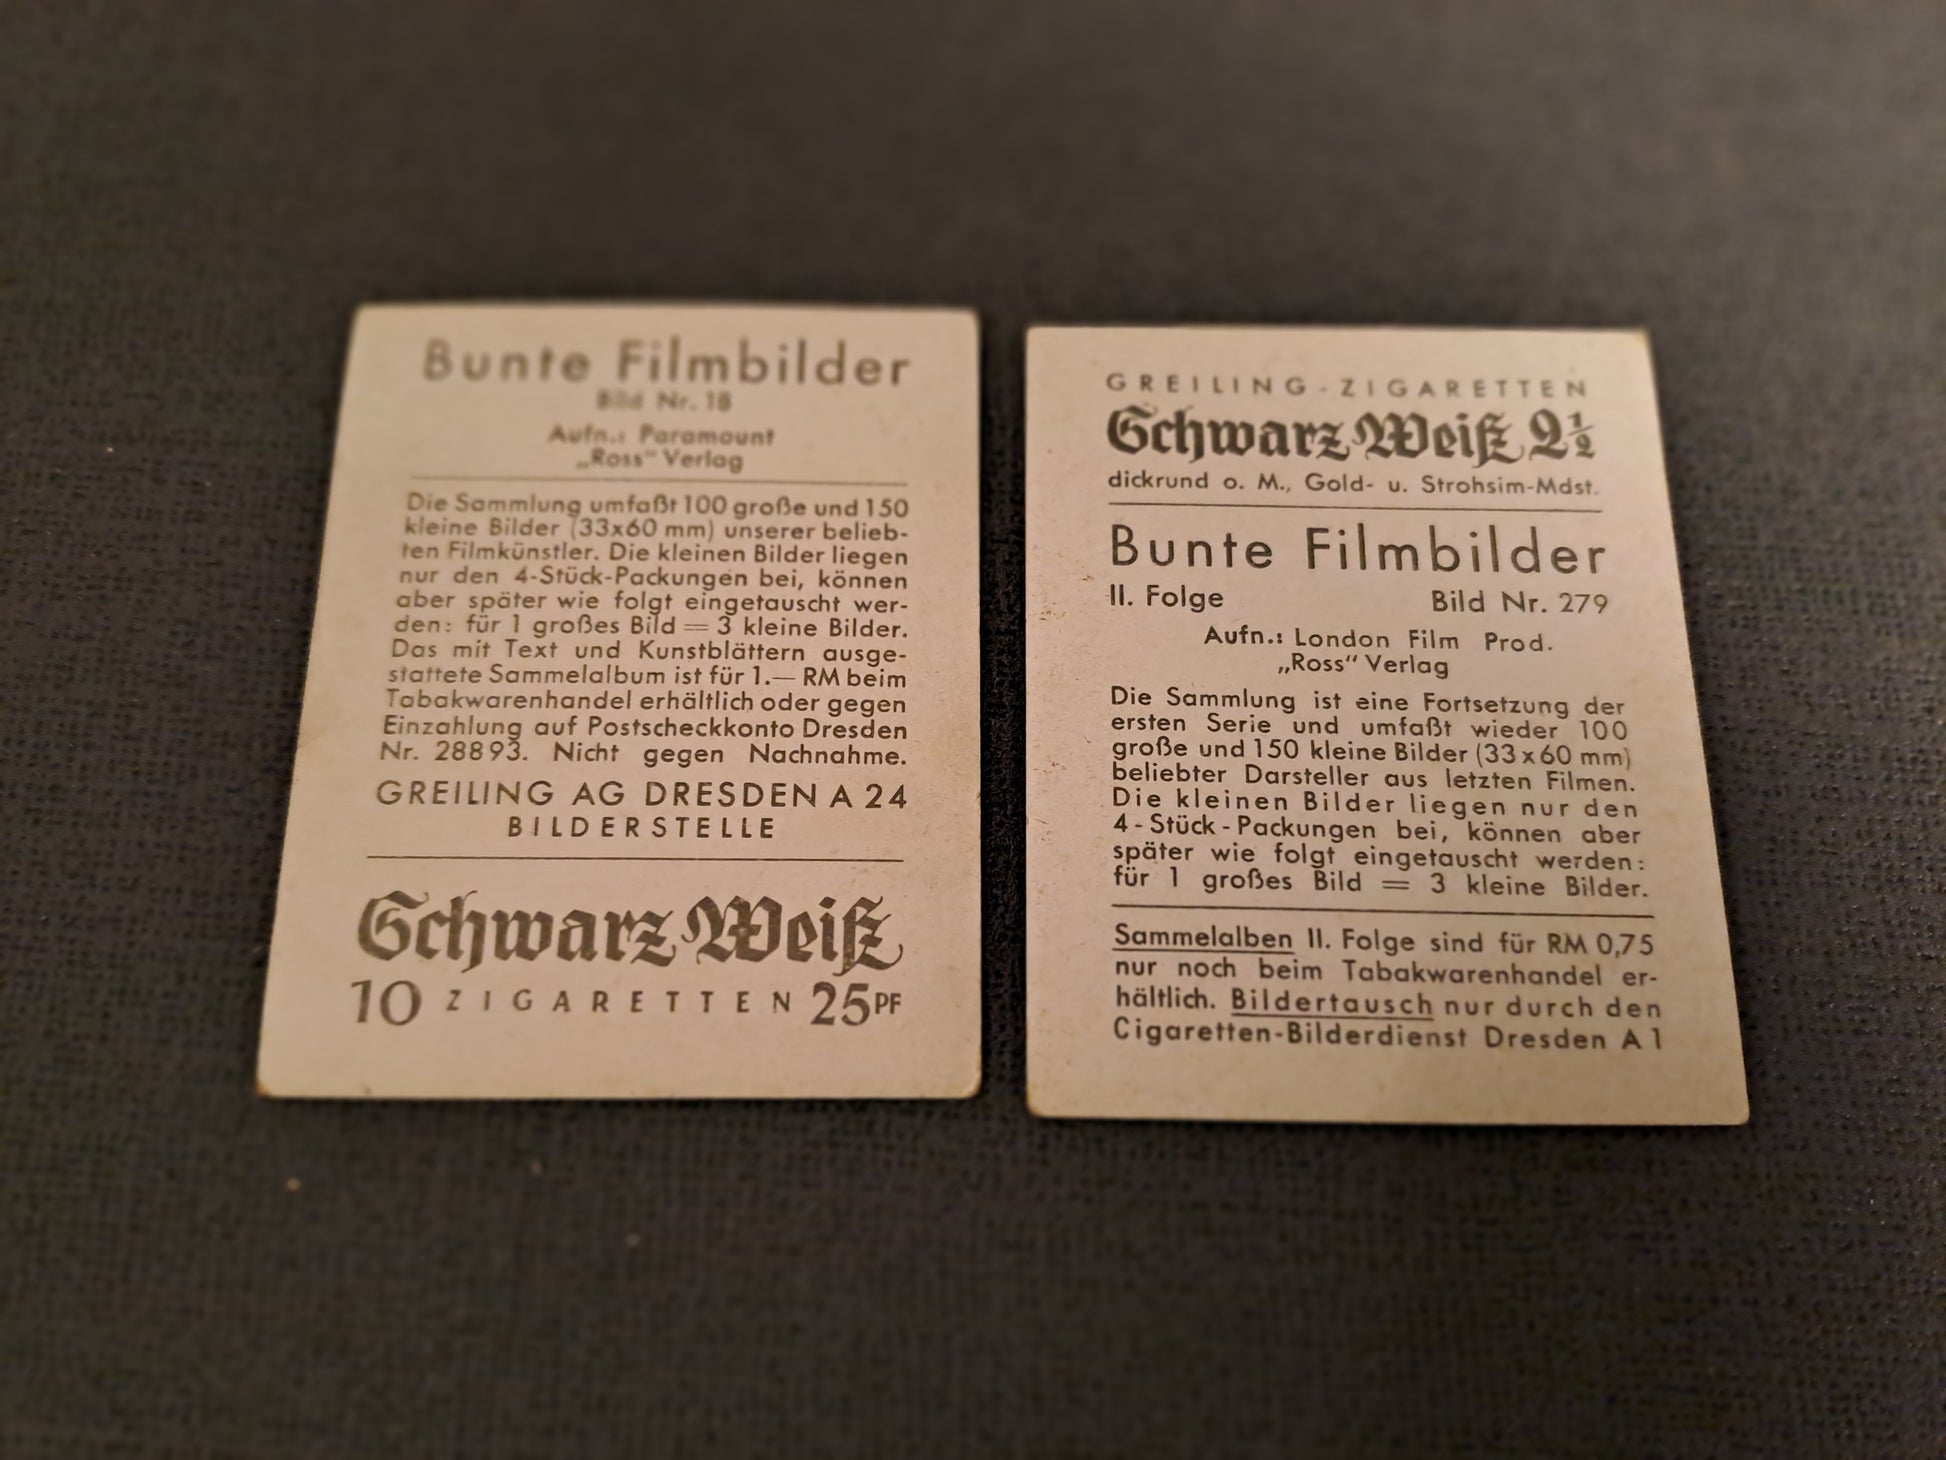 Bunte Filmbilder
Bild Nr. 18
Aufn.: Paramount
„Ross" Verlag
Die Sammlung umfaßt 100 große und 150
kleine Bilder (33x60 mm) unserer belieb-
ten Filmkünstler. Die kleinen Bilder liegen
nur den 4-Stück-Packungen bei, können
aber später wie folgt eingetauscht wer-
den: für 1 großes Bild = 3 kleine Bilder.
Das mit Text und Kunstblättern ausge-
stattete Sammelalbum ist für 1.— RM beim
Tabakwarenhandel erhältlich oder gegen
Einzahlung auf Postscheckkonto Dresden
Nr. 28893. Nicht gegen Nachnahme.
GREILING AG DRESDEN A 24
BILDERSTELLE
Schwarz-Weiß
10 ZIGARETTEN 25 PF
GREILING-ZIGARETTEN
Schwarz-Weiß 2½
dickrund o. M., Gold- u. Strohsim-Mdst.
Bunte Filmbilder
II. Folge Bild Nr. 279
Aufn.: London Film Prod.
„Ross" Verlag
Die Sammlung ist eine Fortsetzung der
ersten Serie und umfaßt wieder 100
große und 150 kleine Bilder (33x60 mm)
beliebter Darsteller aus letzten Filmen.
Die kleinen Bilder liegen nur den
4-Stück-Packungen bei, können aber
später wie folgt eingetauscht werden:
für 1 großes Bild = 3 kleine Bilder.
Sammelalben II. Folge sind für RM 0,75
nur noch beim Tabakwarenhandel er-
hältlich. Bildertausch nur durch den
Cigaretten-Bilderdienst Dresden A 1